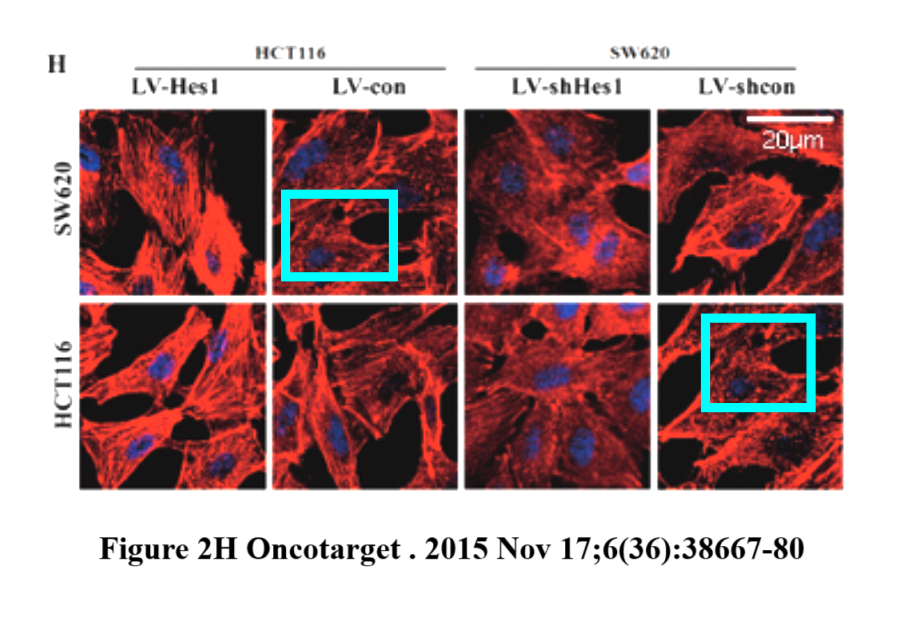 H
HCT116 SW620
LV-Hes1 LV-con LV-shHes1 LV-shcon
20μm
SW620
HCT116
Figure 2H Oncotarget . 2015 Nov 17;6(36):38667-80